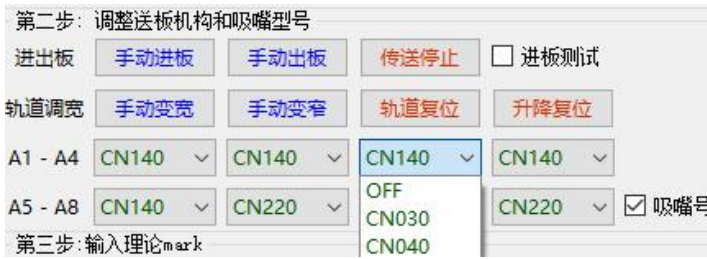 第二步: 调整送板机构和吸嘴型号
进出板 手动进板 手动出板 传送停止 进板测试
轨道调宽 手动变宽 手动变窄 轨道复位 升降复位
A1 - A4 CN140 CN140 CN140 CN140
OFF
A5 - A8 CN140 CN220 CN030 CN220 吸嘴号
第三步:输入理论mark CN040